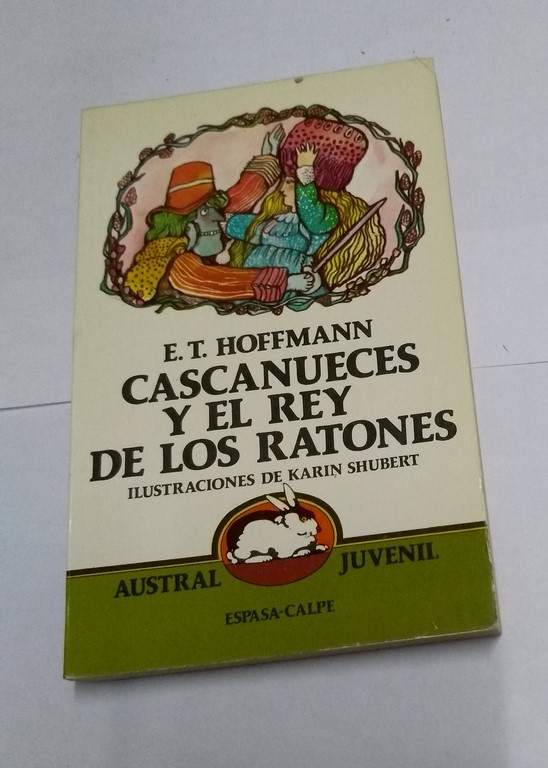 E. T. HOFFMANN
CASCANUECES
Y EL REY
DE LOS RATONES
ILUSTRACIONES DE KARIN SHUBERT
AUSTRAL JUVENIL
ESPASA-CALPE